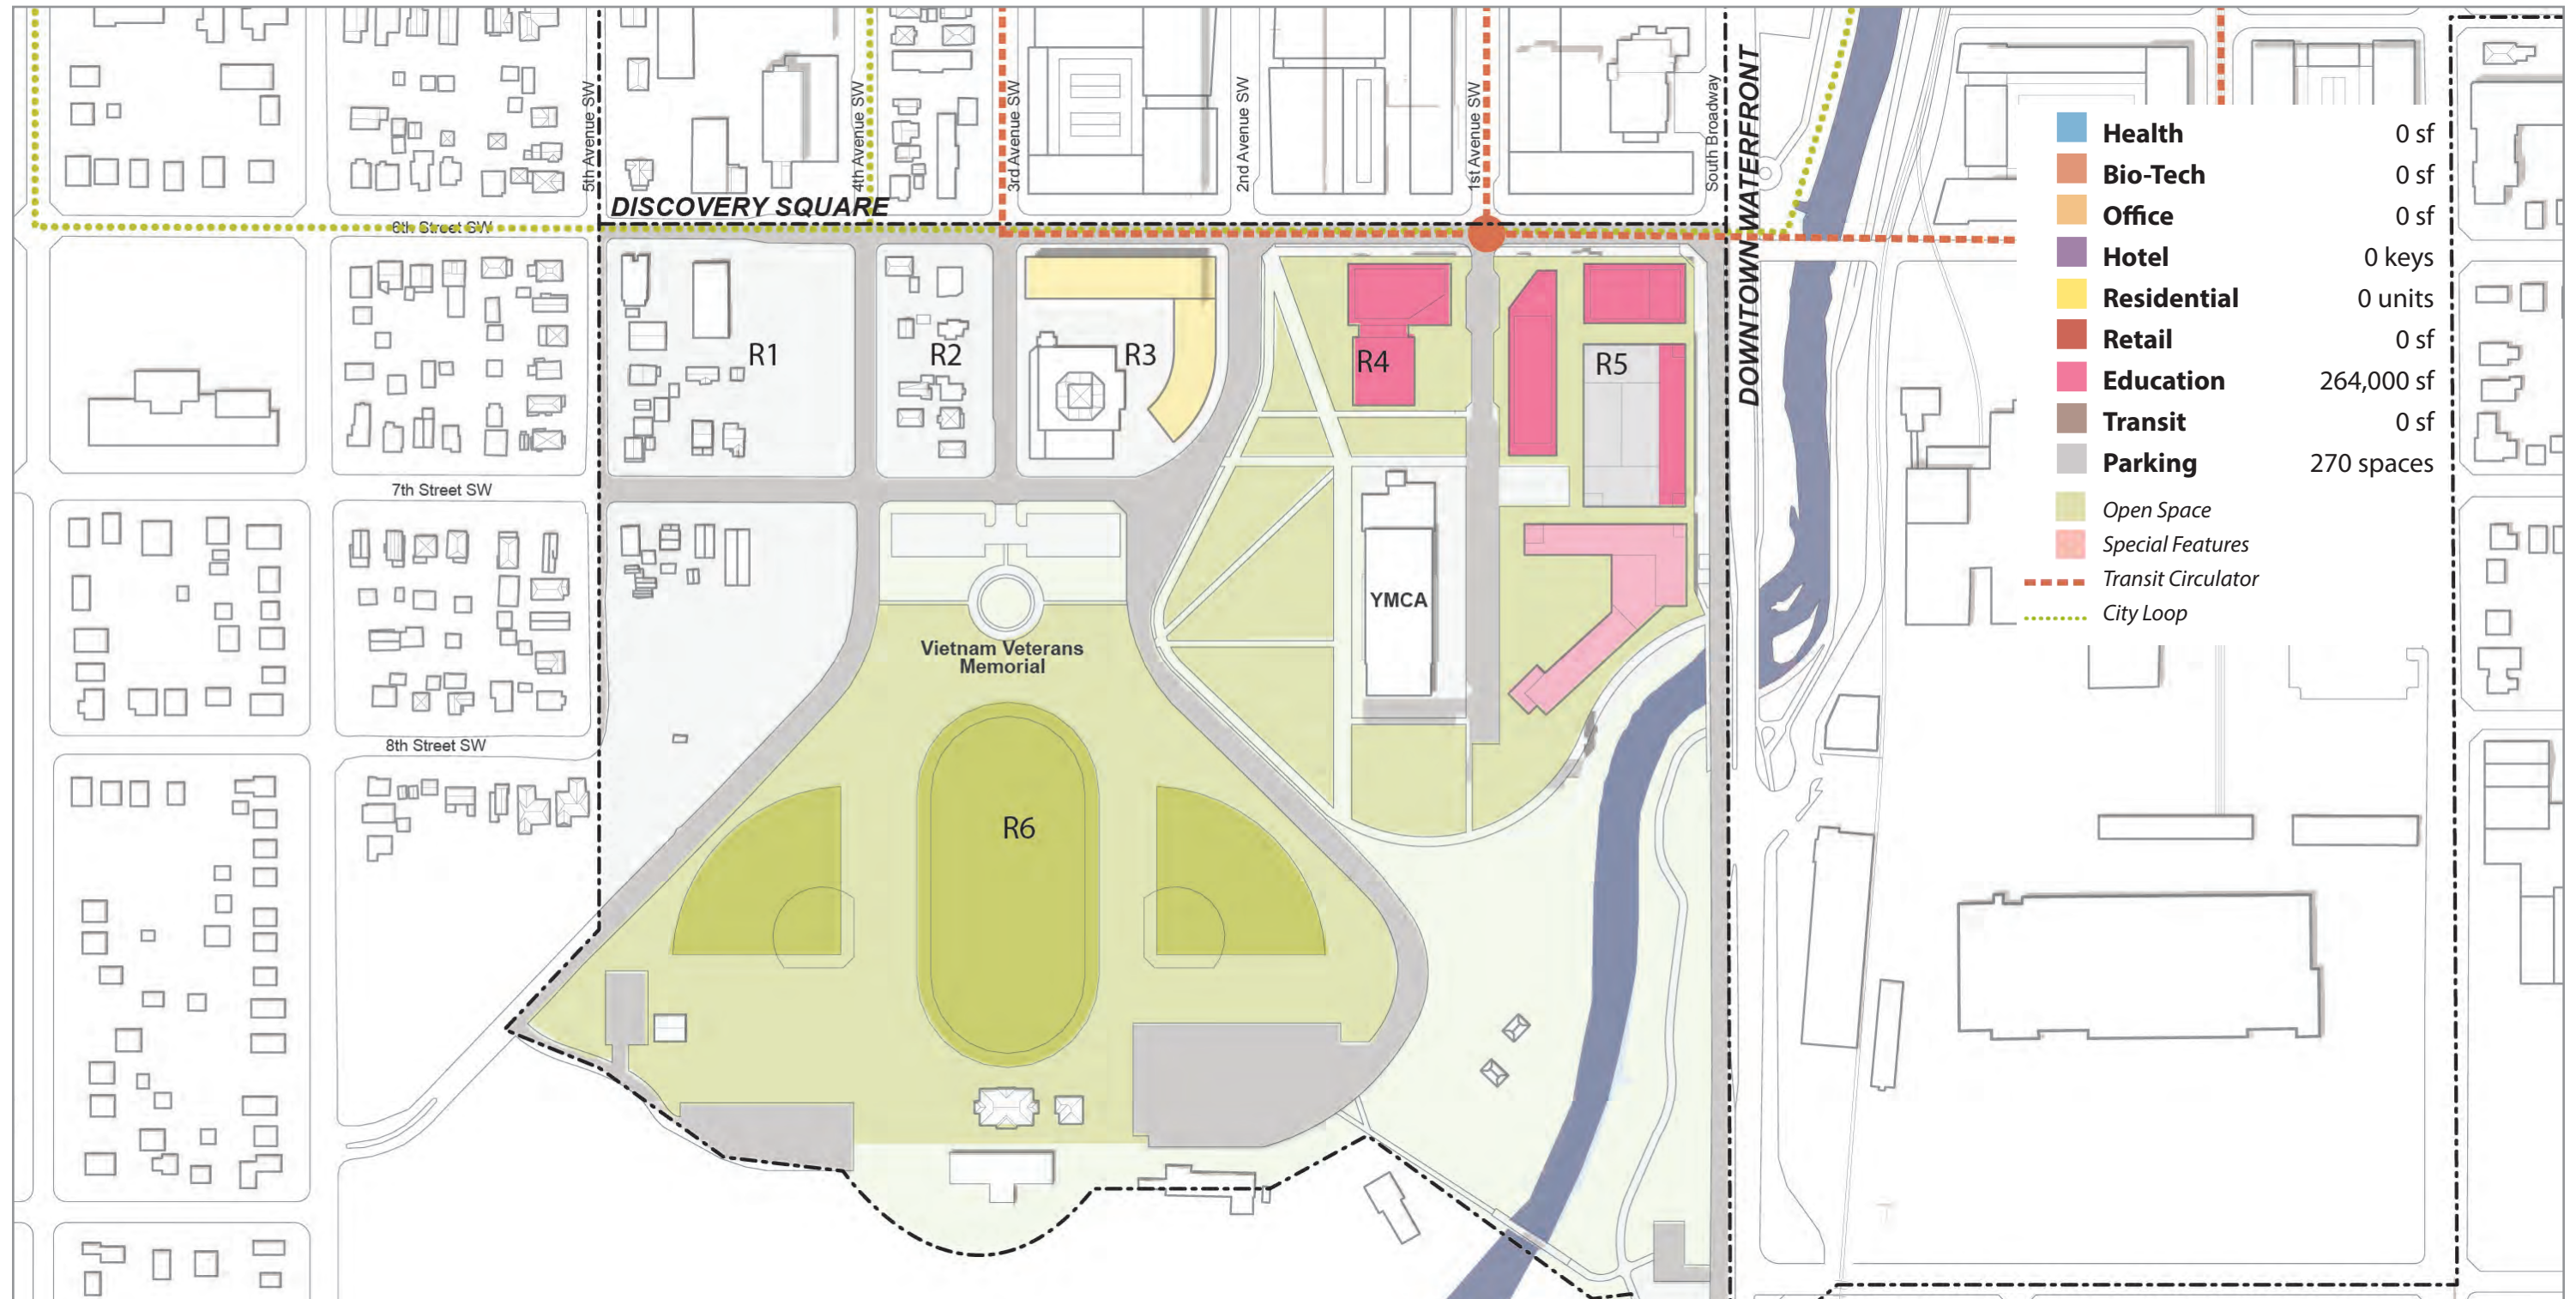 5th Avenue SW
4th Avenue SW
3rd Avenue SW
2nd Avenue SW
1st Avenue SW
South Broadway
DOWNTOWN WATERFRONT
DISCOVERY SQUARE
6th Street SW
R1
R2
R3
R4
R5
7th Street SW
YMCA
Vietnam Veterans
Memorial
8th Street SW
R6
Health 0 sf
Bio-Tech 0 sf
Office 0 sf
Hotel 0 keys
Residential 0 units
Retail 0 sf
Education 264,000 sf
Transit 0 sf
Parking 270 spaces
Open Space
Special Features
Transit Circulator
City Loop